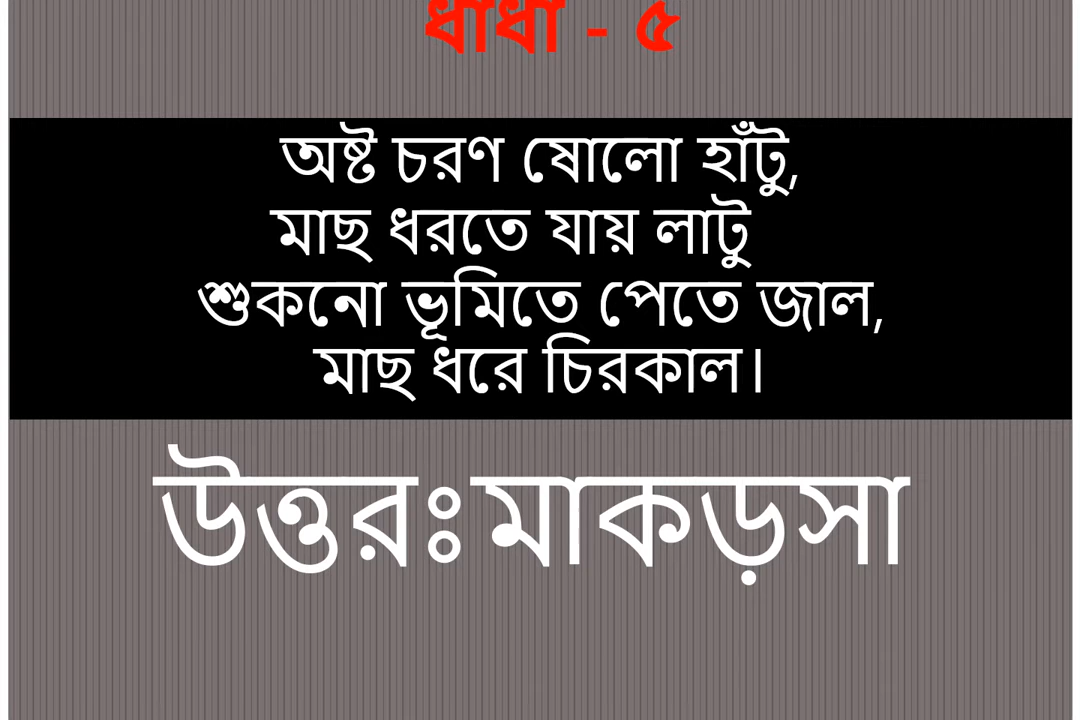 ধাঁধা - ৫
অষ্ট চরণ ষোলো হাঁটু,
মাছ ধরতে যায় লাটু
শুকনো ভূমিতে পেতে জাল,
মাছ ধরে চিরকাল।
উত্তরঃমাকড়সা